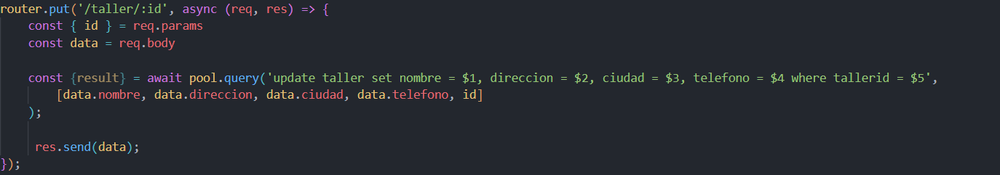 router.put('/taller/:id', async (req, res) => {
    const { id } = req.params
    const data = req.body
    const {result} = await pool.query('update taller set nombre = $1, direccion = $2, ciudad = $3, telefono = $4 where tallerid = $5',
        [data.nombre, data.direccion, data.ciudad, data.telefono, id]
    );
     res.send(data);
});